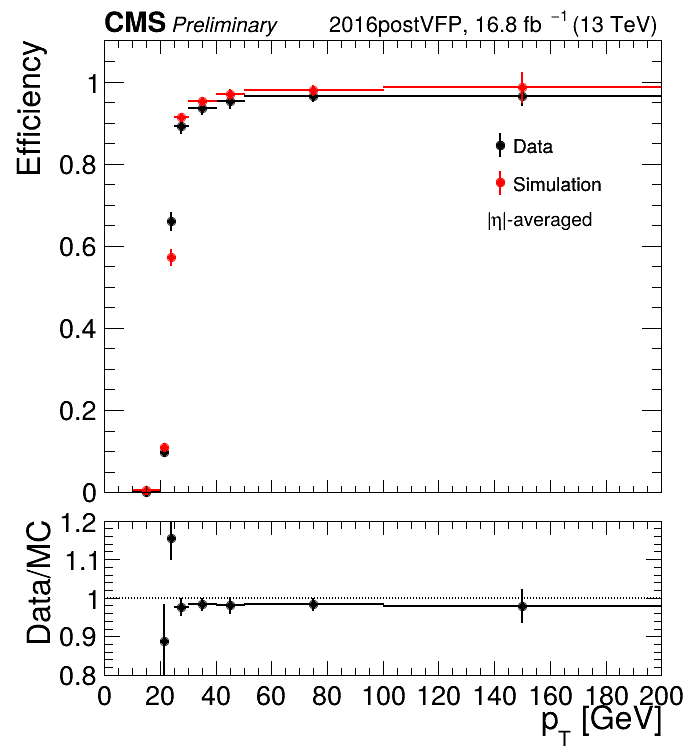 CMS Preliminary 2016postVFP, 16.8 fb⁻¹ (13 TeV)
Efficiency
1
0.8
0.6
0.4
0.2
0
Data
Simulation
|η|-averaged
Data/MC
1.2
1.1
1
0.9
0.8
0 20 40 60 80 100 120 140 160 180 200
p_T [GeV]